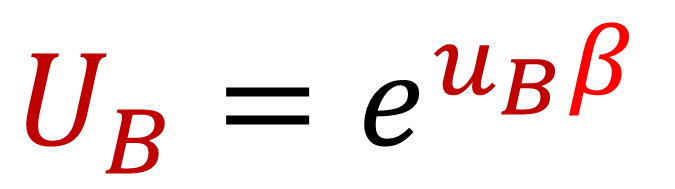 U_B = e^{u_B β}